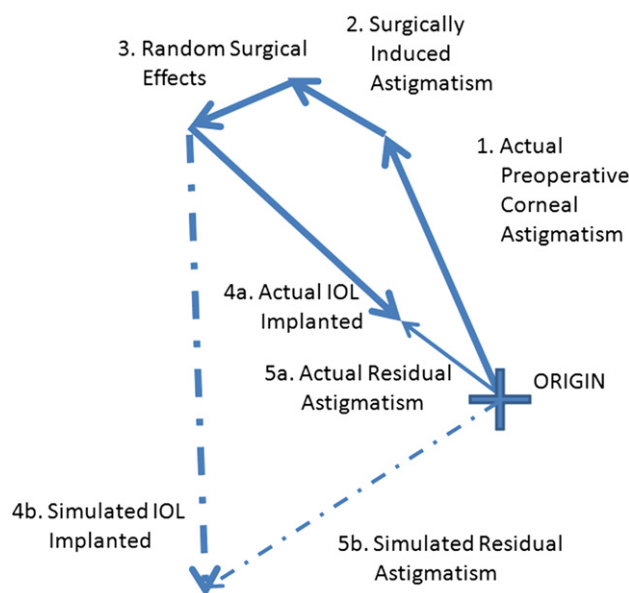 2. Surgically
Induced
Astigmatism
3. Random Surgical
Effects
1. Actual
Preoperative
Corneal
Astigmatism
4a. Actual IOL
Implanted
5a. Actual Residual
Astigmatism
ORIGIN
4b. Simulated IOL
Implanted
5b. Simulated Residual
Astigmatism